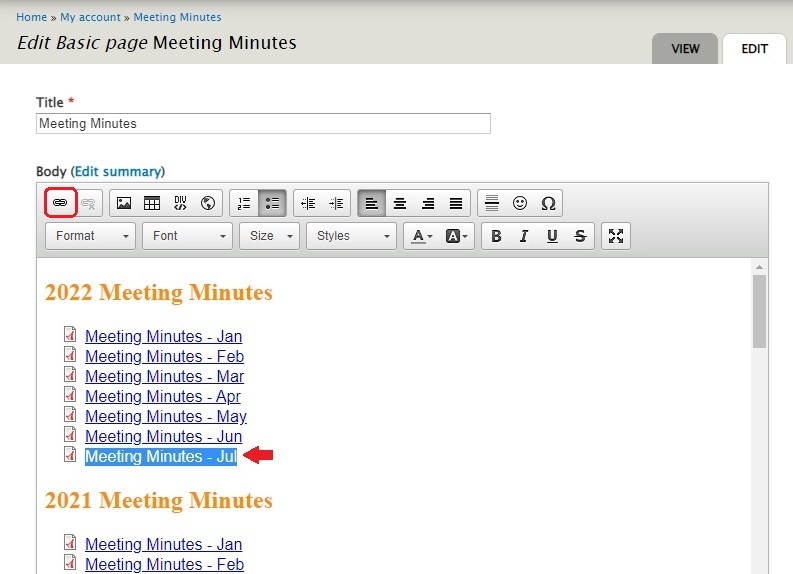 Home » My account » Meeting Minutes
Edit Basic page Meeting Minutes
VIEW
EDIT
Title *
Meeting Minutes
Body (Edit summary)
DIV
Format
Font
Size
Styles
A
A
B I U S
2022 Meeting Minutes
Meeting Minutes - Jan
Meeting Minutes - Feb
Meeting Minutes - Mar
Meeting Minutes - Apr
Meeting Minutes - May
Meeting Minutes - Jun
Meeting Minutes - Jul
2021 Meeting Minutes
Meeting Minutes - Jan
Meeting Minutes - Feb